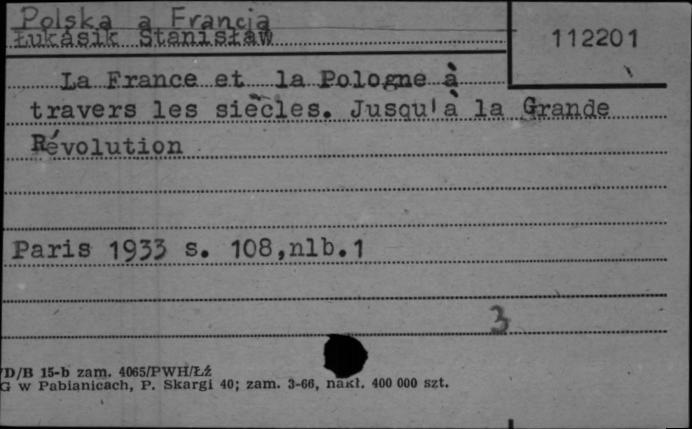 Polska a Francja
Łukasik Stanisław
112201
La France et la Pologne à
travers les siècles. Jusqu'à la Grande
Révolution
Paris 1933 s. 108,nlb.1
3
D/B 15-b zam. 4065/PWH/Łź
G w Pabianicach, P. Skargi 40; zam. 3-66, nakł. 400 000 szt.